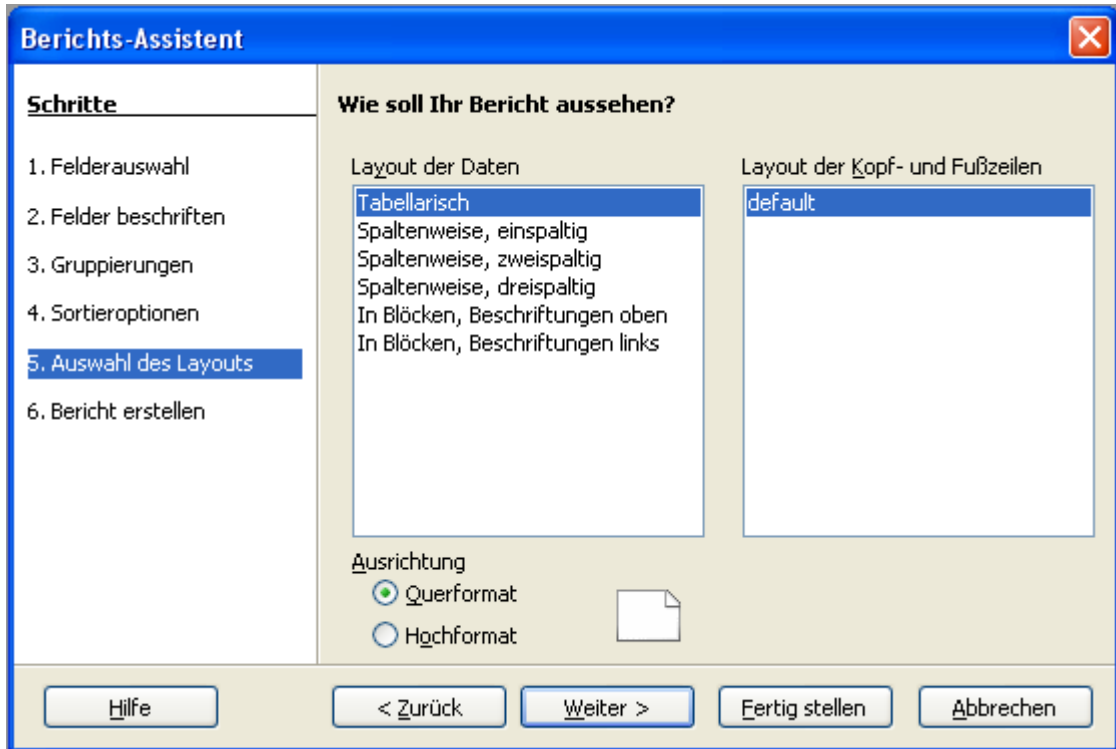 Berichts-Assistent
Schritte
1. Felderauswahl
2. Felder beschriften
3. Gruppierungen
4. Sortieroptionen
5. Auswahl des Layouts
6. Bericht erstellen
Wie soll Ihr Bericht aussehen?
Layout der Daten
Tabellarisch
Spaltenweise, einspaltig
Spaltenweise, zweispaltig
Spaltenweise, dreispaltig
In Blöcken, Beschriftungen oben
In Blöcken, Beschriftungen links
Layout der Kopf- und Fußzeilen
default
Ausrichtung
Querformat
Hochformat
Hilfe
< Zurück
Weiter >
Fertig stellen
Abbrechen